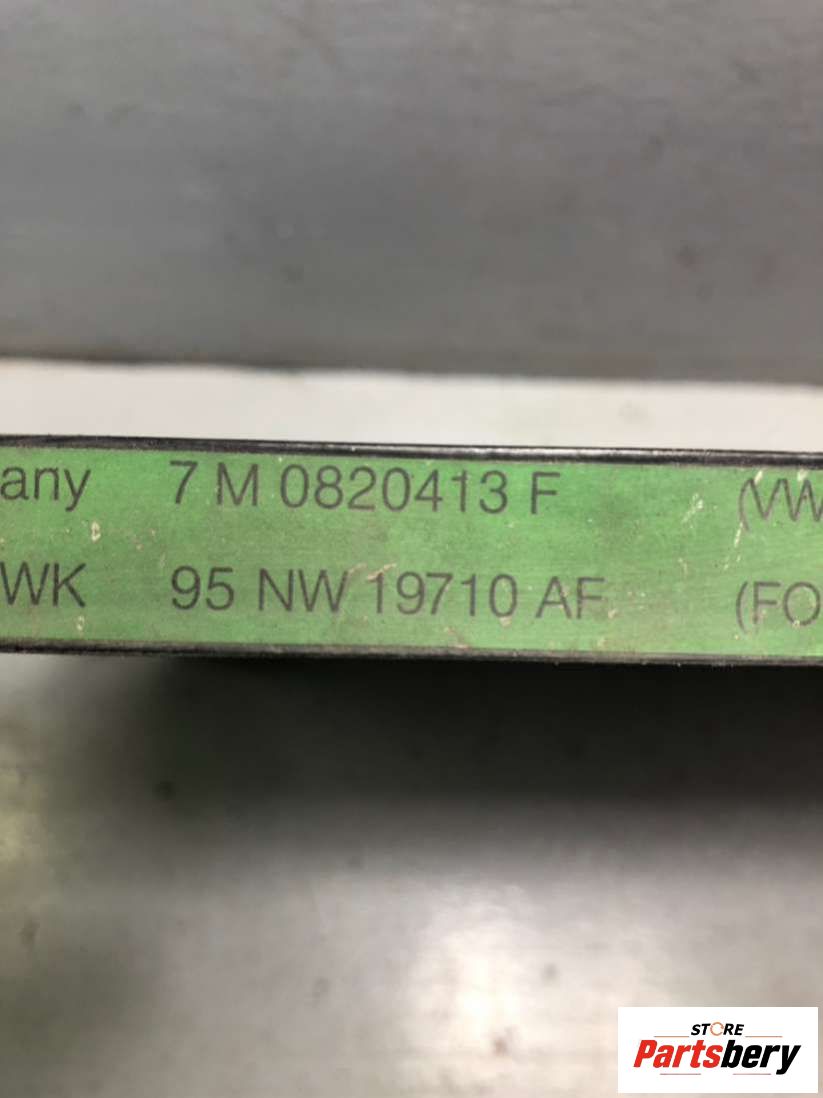 any 7 M 0820413 F (VW
WK 95 NW 19710 AF (FO
STORE
Partsbery